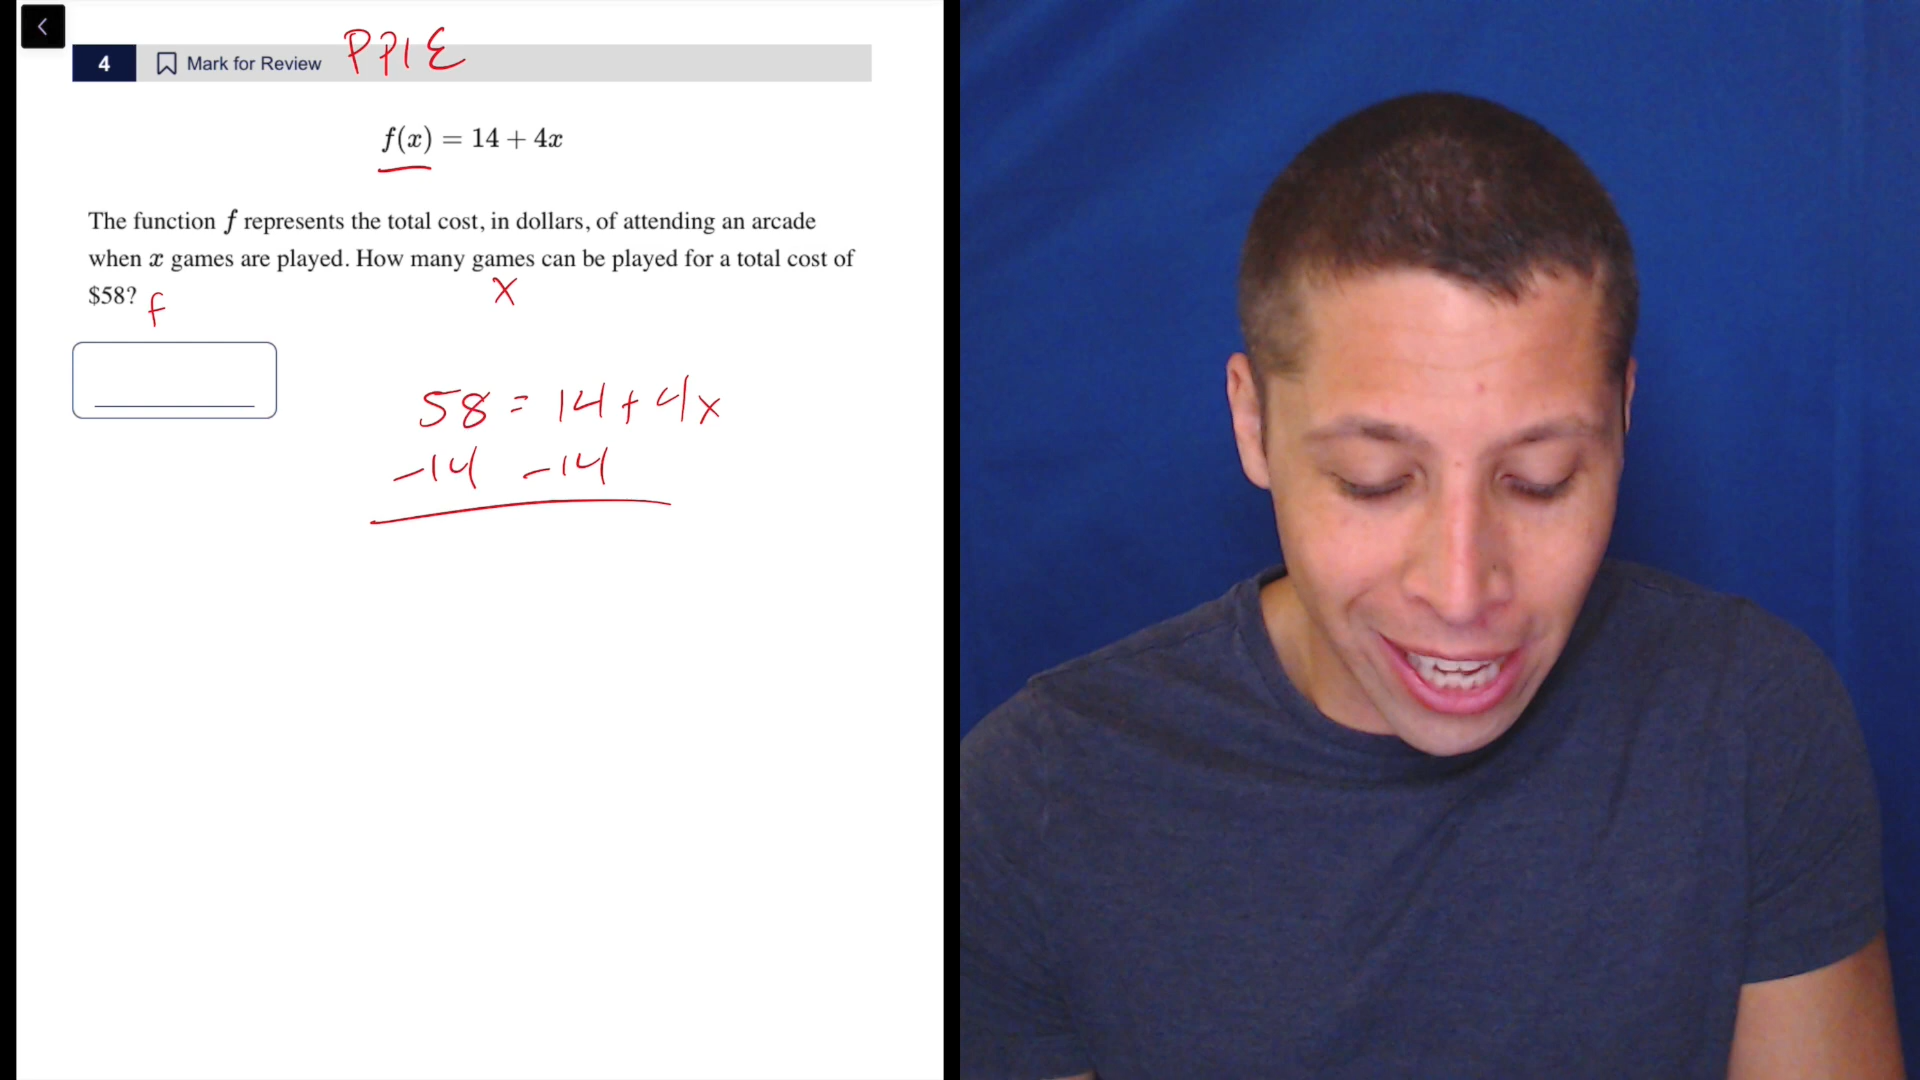 4 Mark for Review PPIE
f(x) = 14 + 4x
The function f represents the total cost, in dollars, of attending an arcade
when x games are played. How many games can be played for a total cost of
$58? f x
58 = 14 + 4x
-14 -14